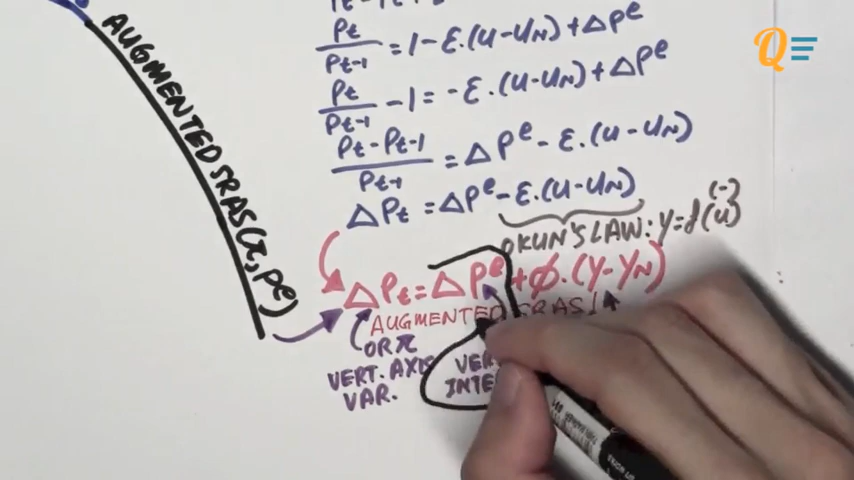 Pt/Pt-1 = 1 - ε.(u-uN) + ΔPe
Pt/Pt-1 - 1 = -ε.(u-uN) + ΔPe
Pt-Pt-1/Pt-1 = ΔPe - ε.(u-uN)
ΔPt = ΔPe - ε.(u-uN)
(-)
OKUN'S LAW: Y=f(u)
ΔPt = ΔPe + ϕ.(Y-YN)
AUGMENTED SRAS
OR π
VERT. AXIS
VAR.
AUGMENTED SRAS(π, Pe)
Q